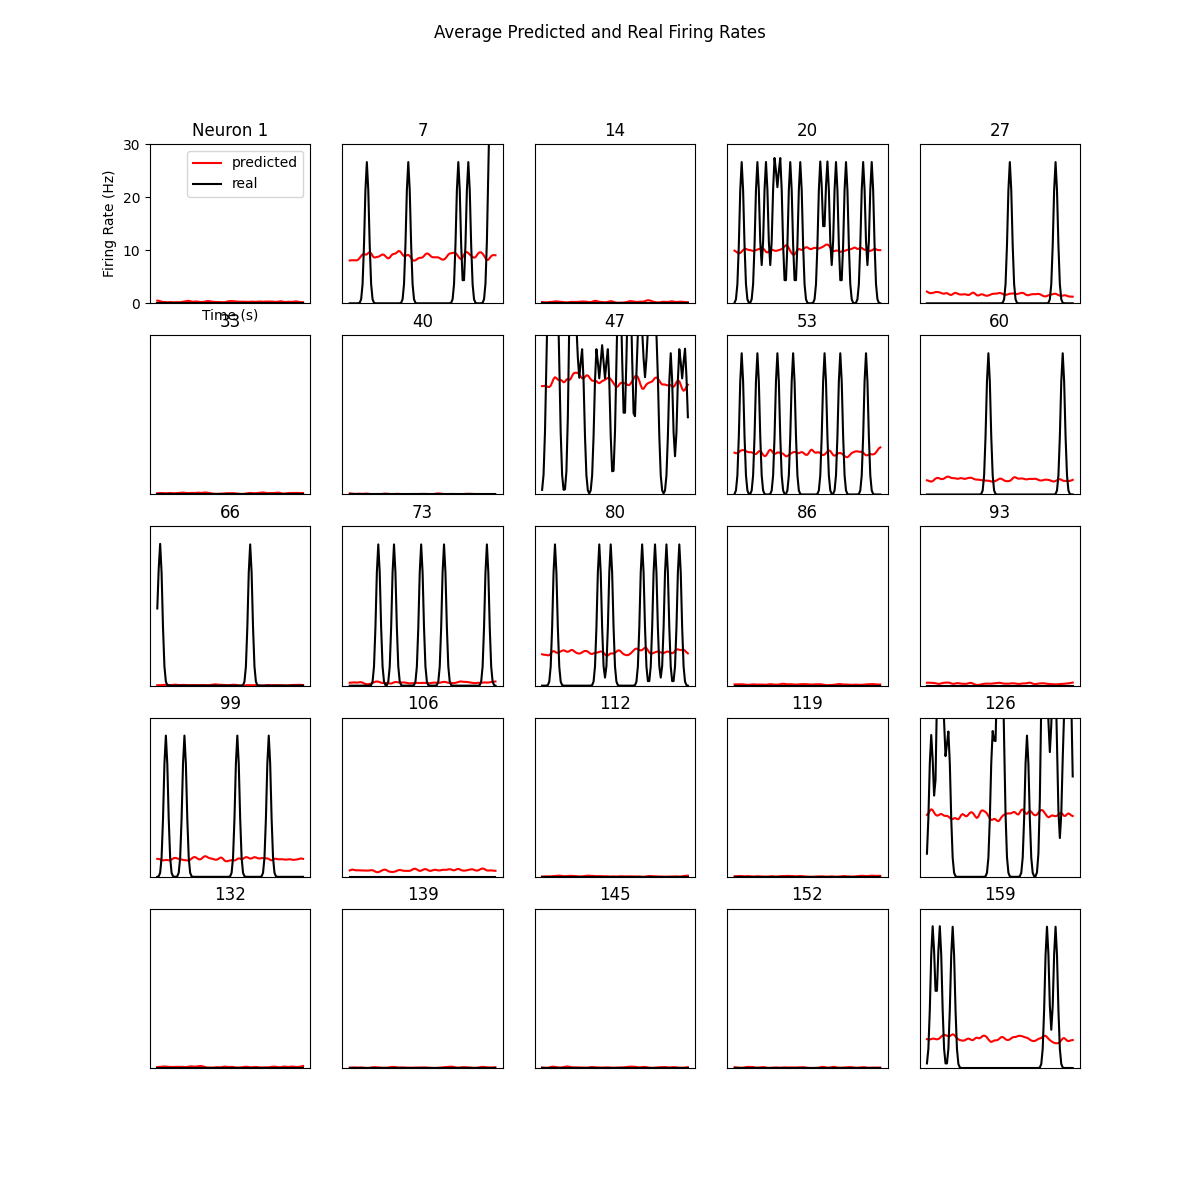 Average Predicted and Real Firing Rates
Neuron 1 7 14 20 27
30
20
10
0
Firing Rate (Hz)
predicted
real
Time (s)
33 40 47 53 60
66 73 80 86 93
99 106 112 119 126
132 139 145 152 159